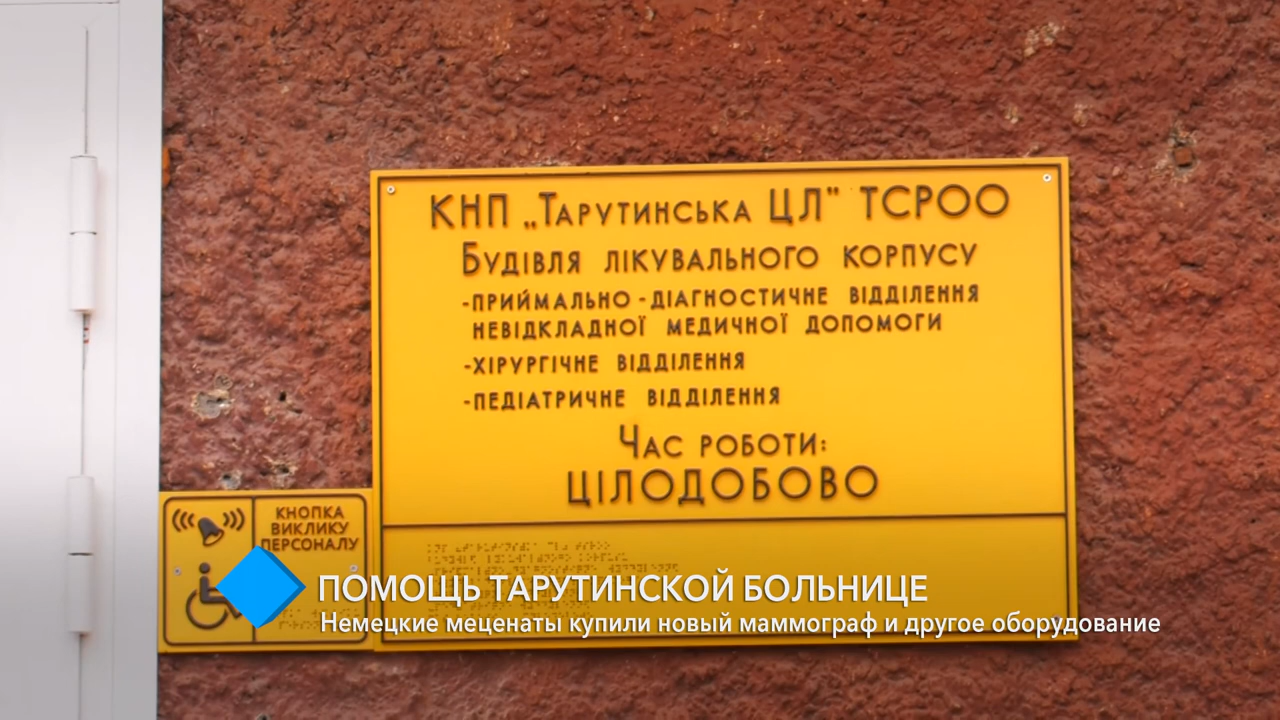 КНП „Тарутинська ЦЛ" ТСРОО
Будівля лікувального корпусу
-приймально-діагностичне відділення
невідкладної медичної допомоги
-хірургічне відділення
-педіатричне відділення
Час роботи:
цілодобово
КНОПКА
ВИКЛИКУ
ПЕРСОНАЛУ
ПОМОЩЬ ТАРУТИНСКОЙ БОЛЬНИЦЕ
Немецкие меценаты купили новый маммограф и другое оборудование